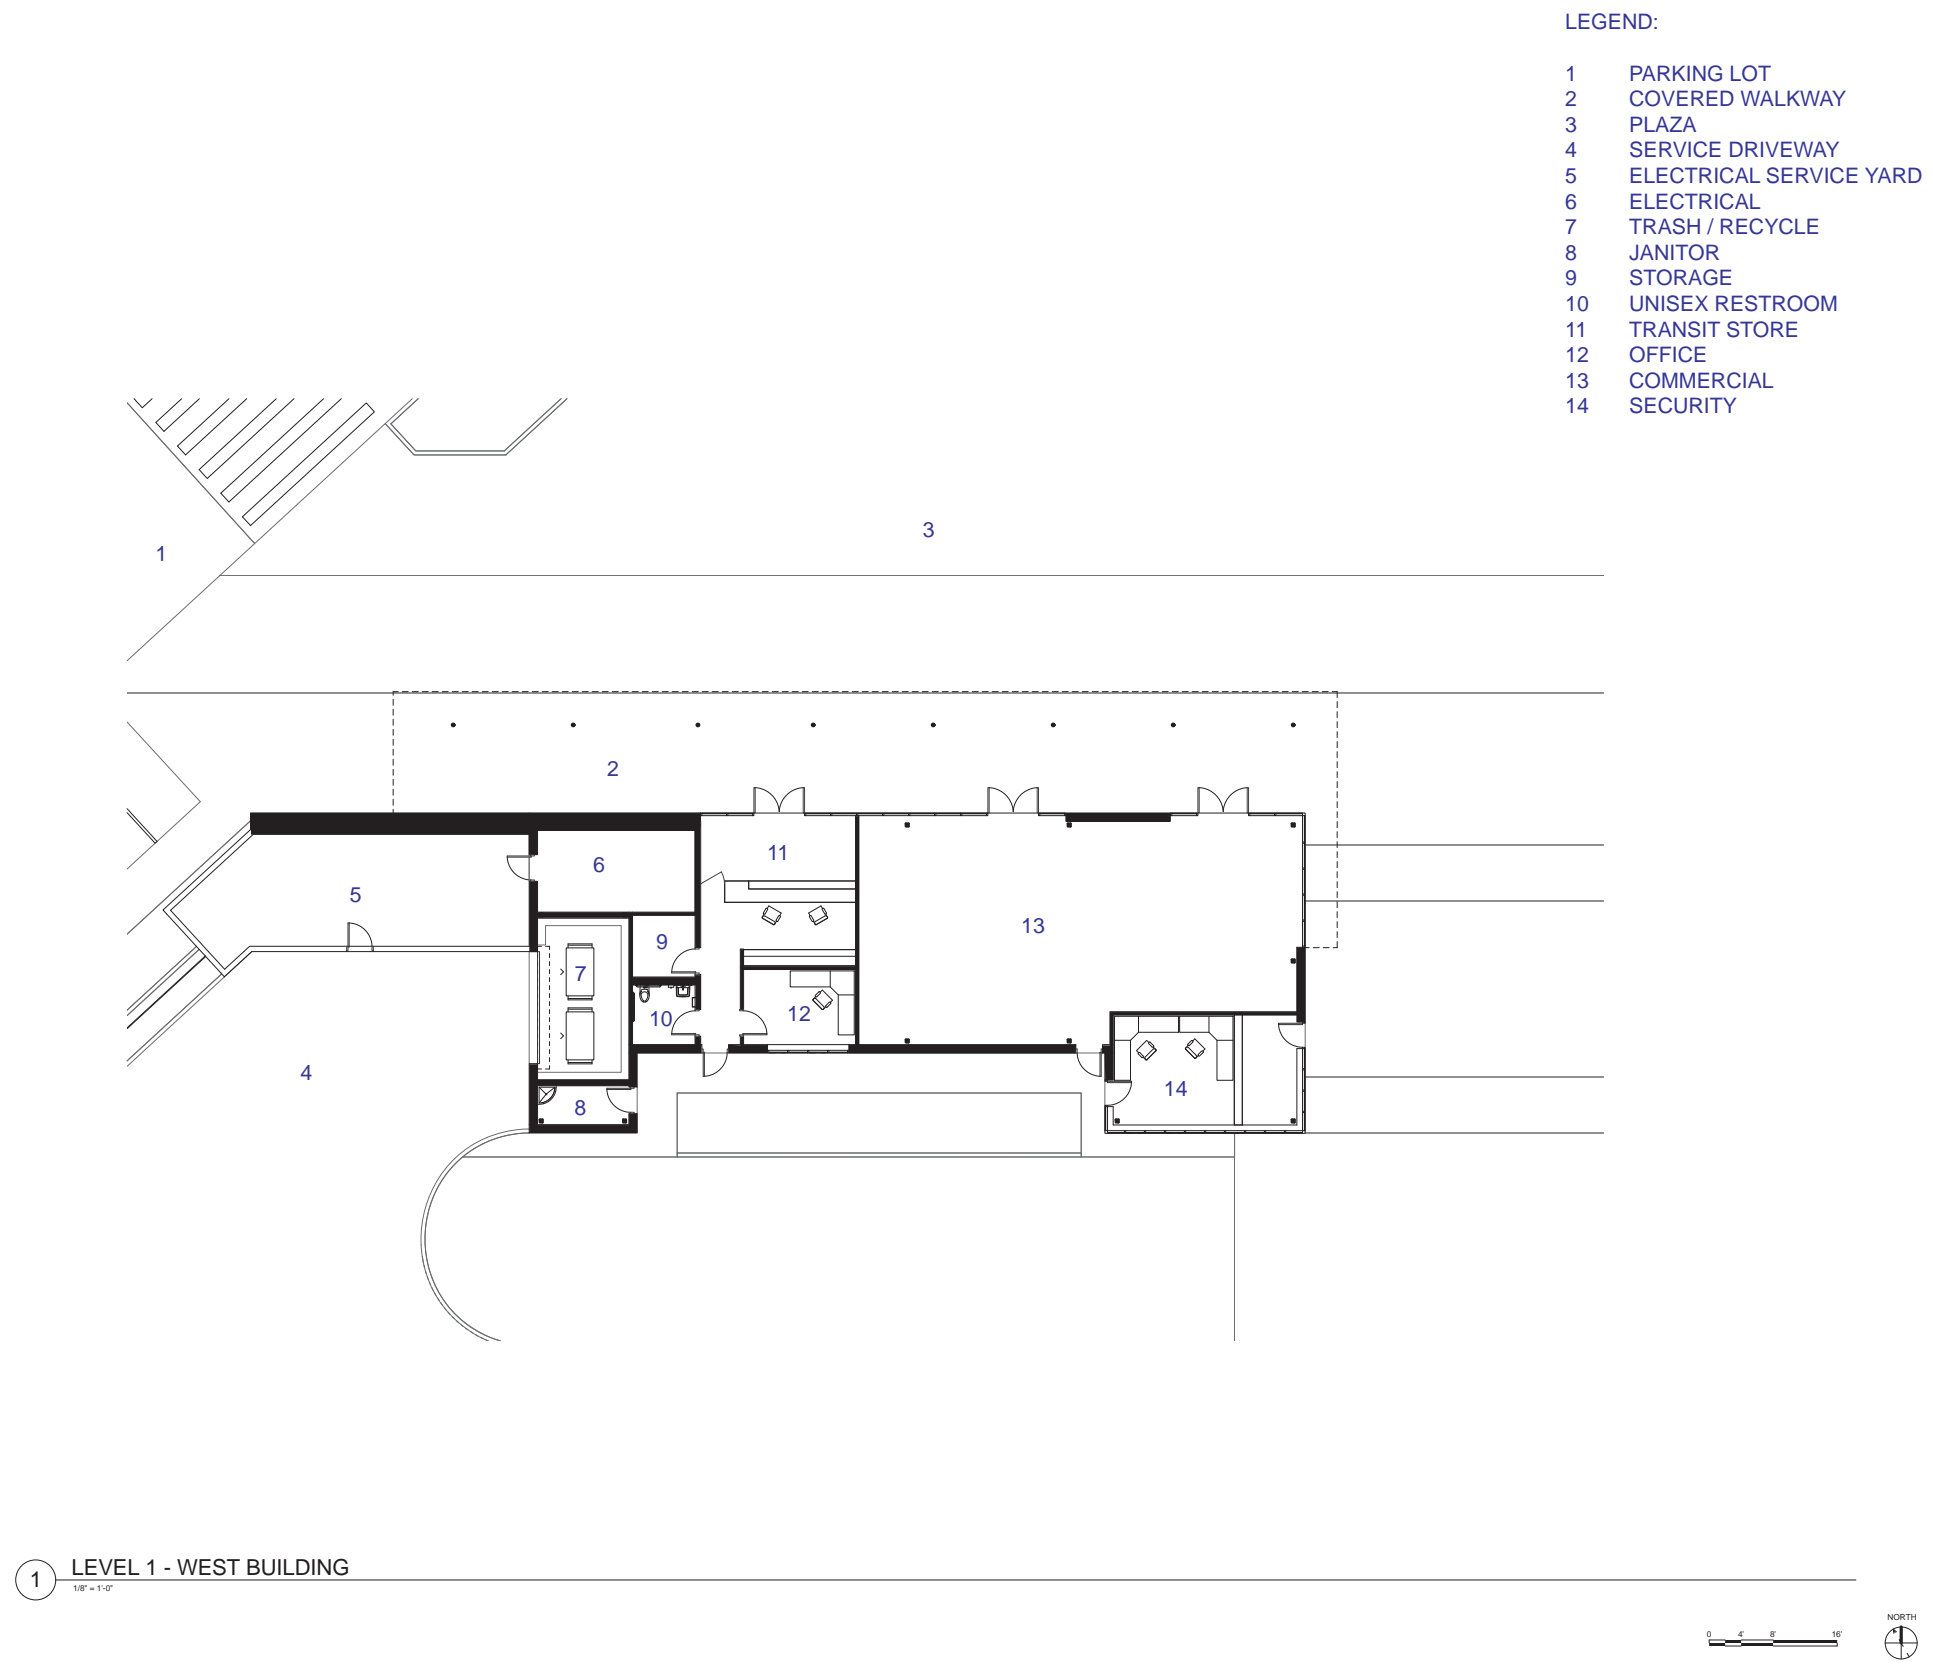 LEGEND:
1 PARKING LOT
2 COVERED WALKWAY
3 PLAZA
4 SERVICE DRIVEWAY
5 ELECTRICAL SERVICE YARD
6 ELECTRICAL
7 TRASH / RECYCLE
8 JANITOR
9 STORAGE
10 UNISEX RESTROOM
11 TRANSIT STORE
12 OFFICE
13 COMMERCIAL
14 SECURITY
3
1
2
11
6
5
13
9
7
12
10
4
14
8
1 LEVEL 1 - WEST BUILDING
1/8" = 1'-0"
NORTH
0 4' 8' 16'